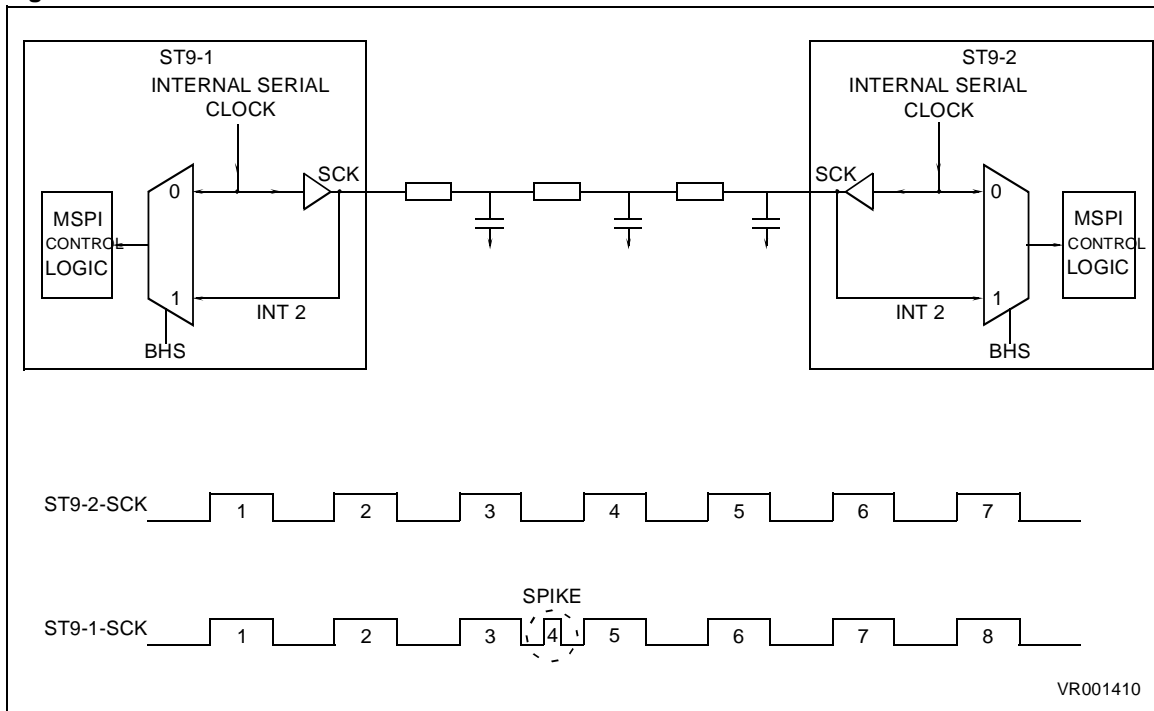 ST9-1
INTERNAL SERIAL
CLOCK
SCK
0
MSPI
CONTROL
LOGIC
1
INT 2
BHS
ST9-2
INTERNAL SERIAL
CLOCK
SCK
0
MSPI
CONTROL
LOGIC
1
INT 2
BHS
ST9-2-SCK
1 2 3 4 5 6 7
SPIKE
ST9-1-SCK
1 2 3 4 5 6 7 8
VR001410